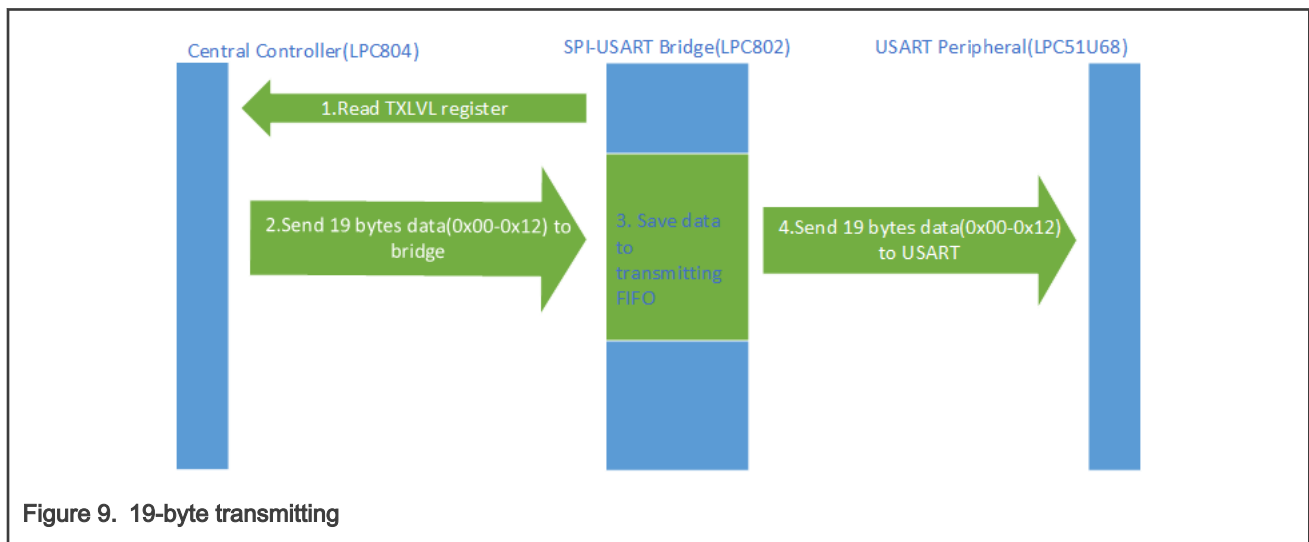 Central Controller(LPC804)
SPI-USART Bridge(LPC802)
USART Peripheral(LPC51U68)
1.Read TXLVL register
2.Send 19 bytes data(0x00-0x12) to
bridge
3. Save data
to
transmitting
FIFO
4.Send 19 bytes data(0x00-0x12)
to USART
Figure 9. 19-byte transmitting